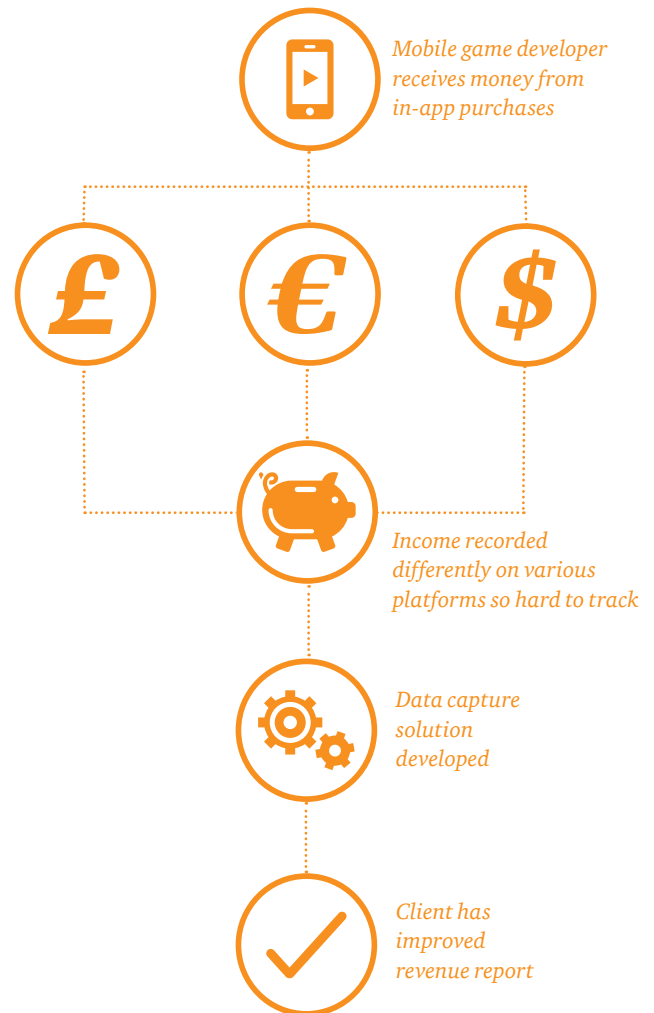 Mobile game developer
receives money from
in-app purchases
£
€
$
Income recorded
differently on various
platforms so hard to track
Data capture
solution
developed
Client has
improved
revenue report